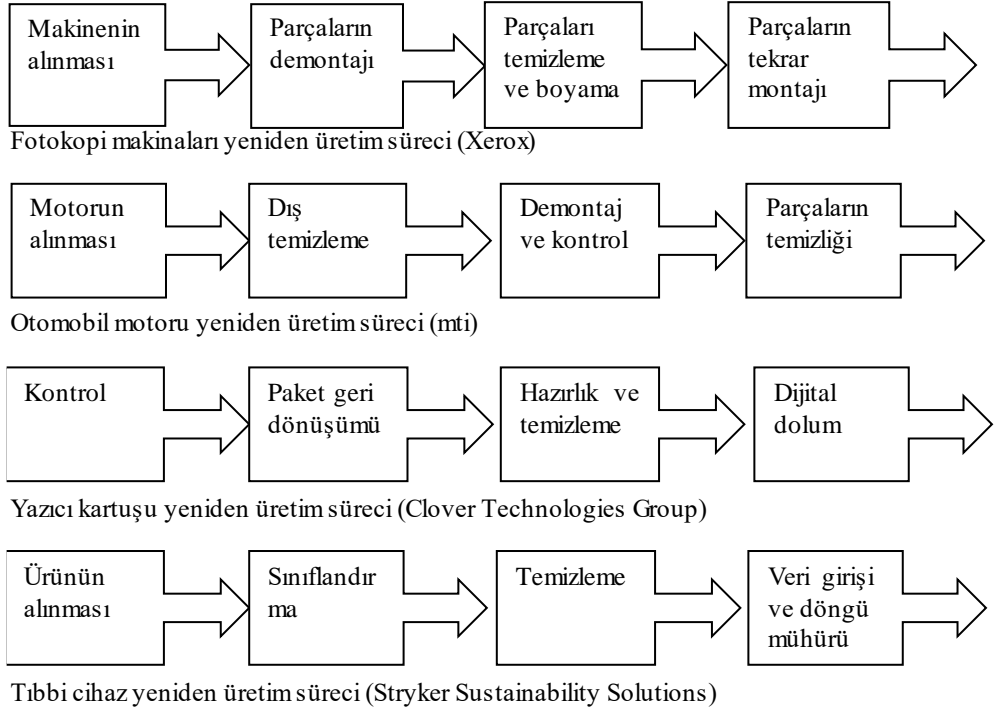 Makinenin
alınması
Parçaların
demontajı
Parçaları
temizleme
ve boyama
Parçaların
tekrar
montajı
Fotokopi makinaları yeniden üretim süreci (Xerox)
Motorun
alınması
Dış
temizleme
Demontaj
ve kontrol
Parçaların
temizliği
Otomobil motoru yeniden üretim süreci (mti)
Kontrol
Paket geri
dönüşümü
Hazırlık ve
temizleme
Dijital
dolum
Yazıcı kartuşu yeniden üretim süreci (Clover Technologies Group)
Ürünün
alınması
Sınıflandır
ma
Temizleme
Veri girişi
ve döngü
mühürü
Tıbbi cihaz yeniden üretim süreci (Stryker Sustainability Solutions)